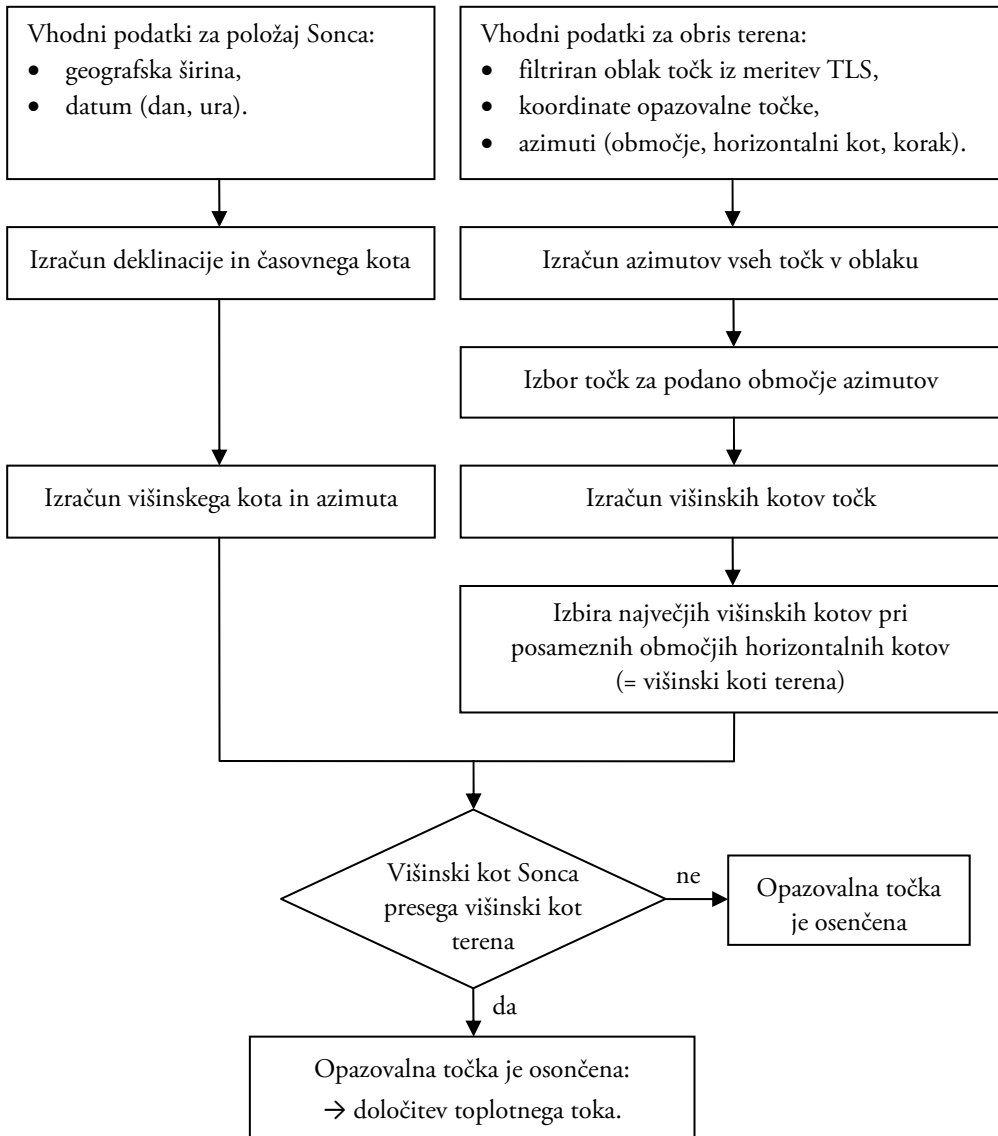 Vhodni podatki za položaj Sonca:
• geografska širina,
• datum (dan, ura).
Vhodni podatki za obris terena:
• filtriran oblak točk iz meritev TLS,
• koordinate opazovalne točke,
• azimuti (območje, horizontalni kot, korak).
Izračun deklinacije in časovnega kota
Izračun azimutov vseh točk v oblaku
Izbor točk za podano območje azimutov
Izračun višinskega kota in azimuta
Izračun višinskih kotov točk
Izbira največjih višinskih kotov pri
posameznih območjih horizontalnih kotov
(= višinski koti terena)
Višinski kot Sonca
presega višinski kot
terena
ne
Opazovalna točka
je osenčena
da
Opazovalna točka je osončena:
→ določitev toplotnega toka.